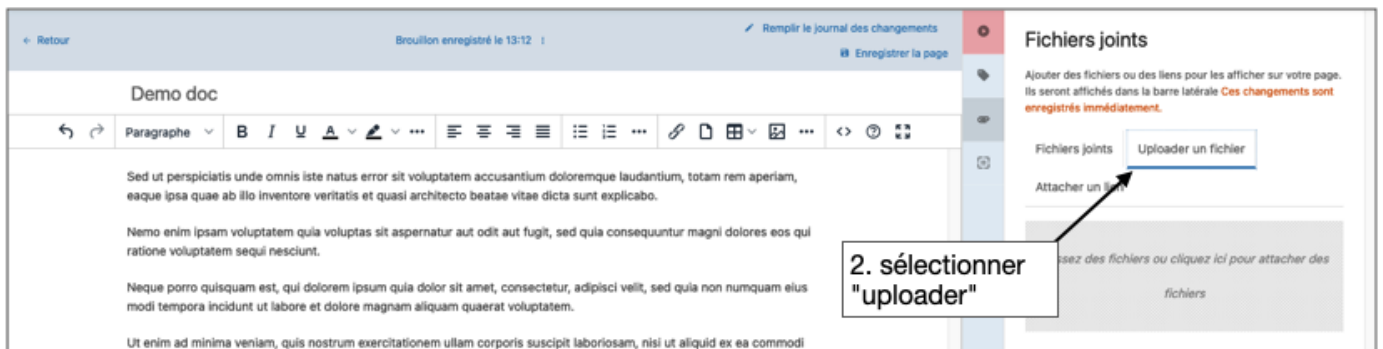 ← Retour
Brouillon enregistré le 13:12
Remplir le journal des changements
Enregistrer la page
Demo doc
Paragraphe
B I U A
Sed ut perspiciatis unde omnis iste natus error sit voluptatem accusantium doloremque laudantium, totam rem aperiam,
eaque ipsa quae ab illo inventore veritatis et quasi architecto beatae vitae dicta sunt explicabo.
Nemo enim ipsam voluptatem quia voluptas sit aspernatur aut odit aut fugit, sed quia consequuntur magni dolores eos qui
ratione voluptatem sequi nesciunt.
Neque porro quisquam est, qui dolorem ipsum quia dolor sit amet, consectetur, adipisci velit, sed quia non numquam eius
modi tempora incidunt ut labore et dolore magnam aliquam quaerat voluptatem.
Ut enim ad minima veniam, quis nostrum exercitationem ullam corporis suscipit laboriosam, nisi ut aliquid ex ea commodi
Fichiers joints
Ajouter des fichiers ou des liens pour les afficher sur votre page.
Ils seront affichés dans la barre latérale Ces changements sont
enregistrés immédiatement.
Fichiers joints
Uploader un fichier
Attacher un lien
des fichiers ou cliquez ici pour attacher des
fichiers
2. sélectionner
"uploader"